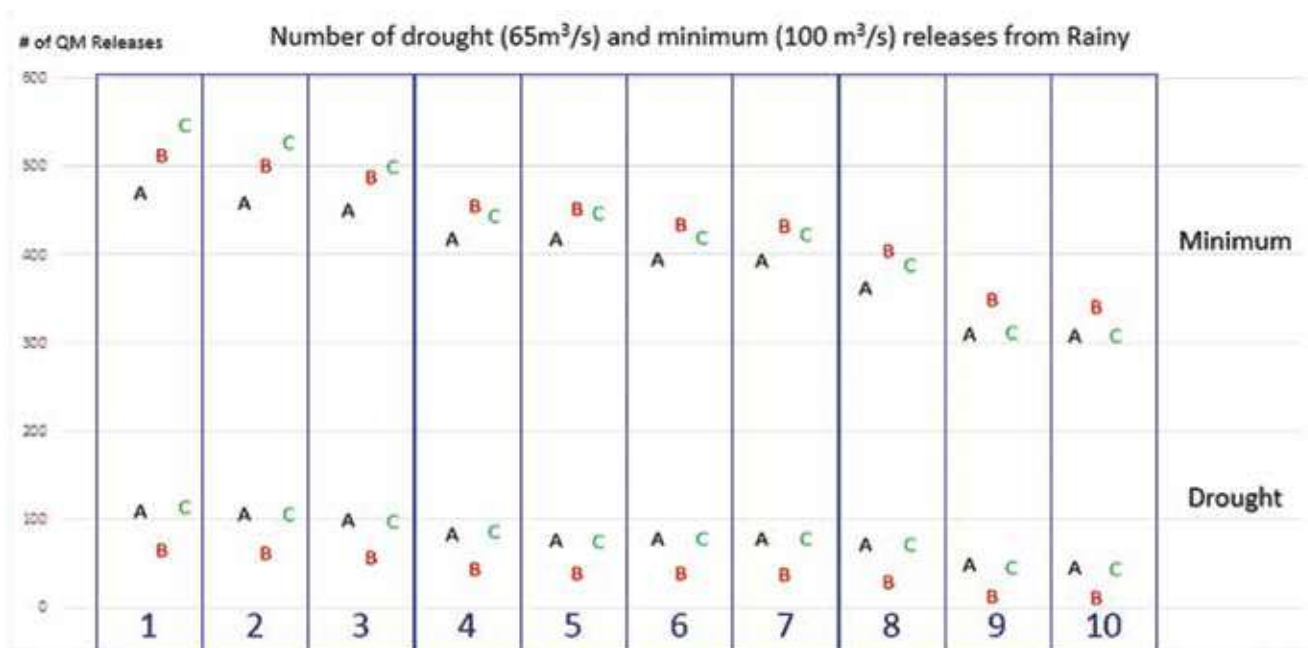 # of QM Releases
Number of drought (65m³/s) and minimum (100 m³/s) releases from Rainy
600
C
B
C
B
500
C
B
A
A
A
B
C
B
C
B
C
B
C
A
A
B
C
400
A
A
A
Minimum
B
B
A
C
A
C
300
200
Drought
A
C
A
C
100
A
C
A
C
A
C
A
C
A
C
A
C
B
B
B
A
C
A
C
B
B
B
B
B
B
B
0
1 2 3 4 5 6 7 8 9 10